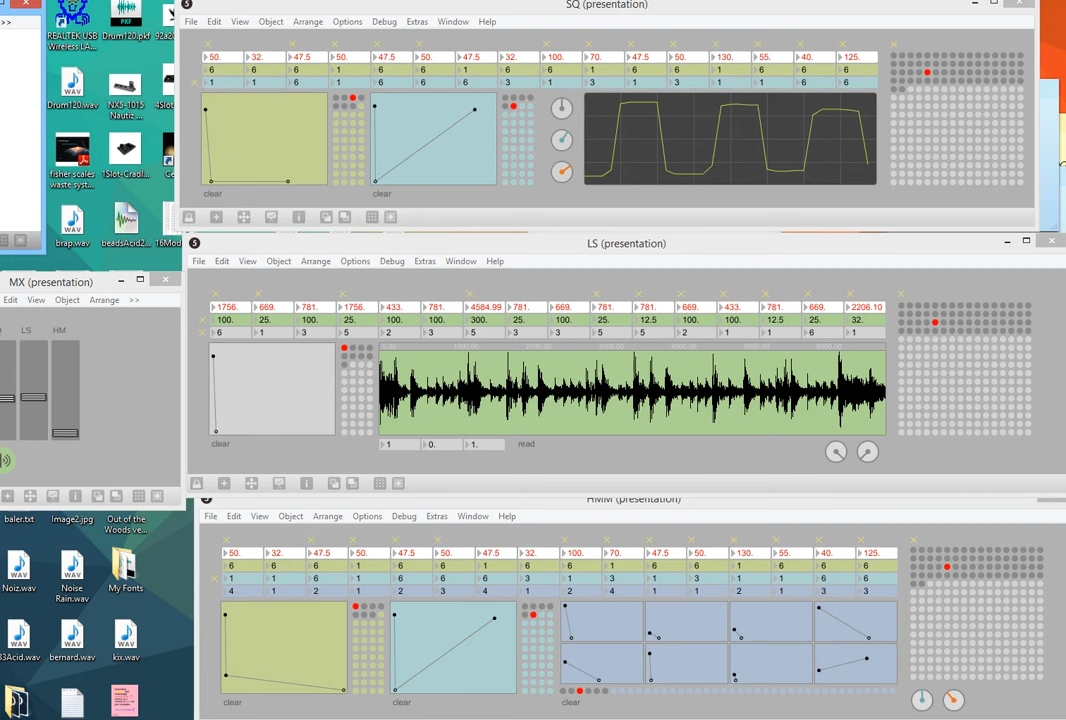 SQ (presentation)
File Edit View Object Arrange Options Debug Extras Window Help
50. 32. 47.5 50. 47.5 50. 47.5 32. 100. 70. 47.5 50. 130. 55. 40. 125.
6 6 6 1 6 6 1 6 6 1 6 6 1 6 6 6
1 1 6 6 6 6 6 3 1 3 1 3 1 1 6 6
clear clear
LS (presentation)
File Edit View Object Arrange Options Debug Extras Window Help
1756. 669. 781. 1756. 433. 781. 4584.99 781. 669. 781. 781. 669. 433. 781. 669. 2206.10
100. 25. 100. 25. 100. 100. 300. 100. 100. 25. 12.5 100. 100. 12.5 25. 32.
6 1 3 5 2 3 5 3 1 5 5 2 1 1 6 1
clear
1 0. 1. read
MX (presentation)
Edit View Object Arrange >>
LS HM
HMM (presentation)
File Edit View Object Arrange Options Debug Extras Window Help
50. 32. 47.5 50. 47.5 50. 47.5 32. 100. 70. 47.5 50. 130. 55. 40. 125.
6 6 6 1 6 6 1 6 6 1 6 6 1 6 6 6
1 1 6 6 6 6 6 3 1 3 1 3 1 1 6 6
4 1 2 1 2 3 4 1 2 4 1 1 2 1 3 3
clear clear clear
>>
REALTEK USB
Wireless LA...
Drum120.pkf
Drum120.wav
NX5-1015
Nautiz ...
fisher scales
waste syst...
1Slot-Cradl...
brap.wav
beadsAcid2...
16Mod
baler.txt
Image2.jpg
Out of the
Woods ve...
Noiz.wav
Noise
Rain.wav
My Fonts
33Acid.wav
bernard.wav
kix.wav